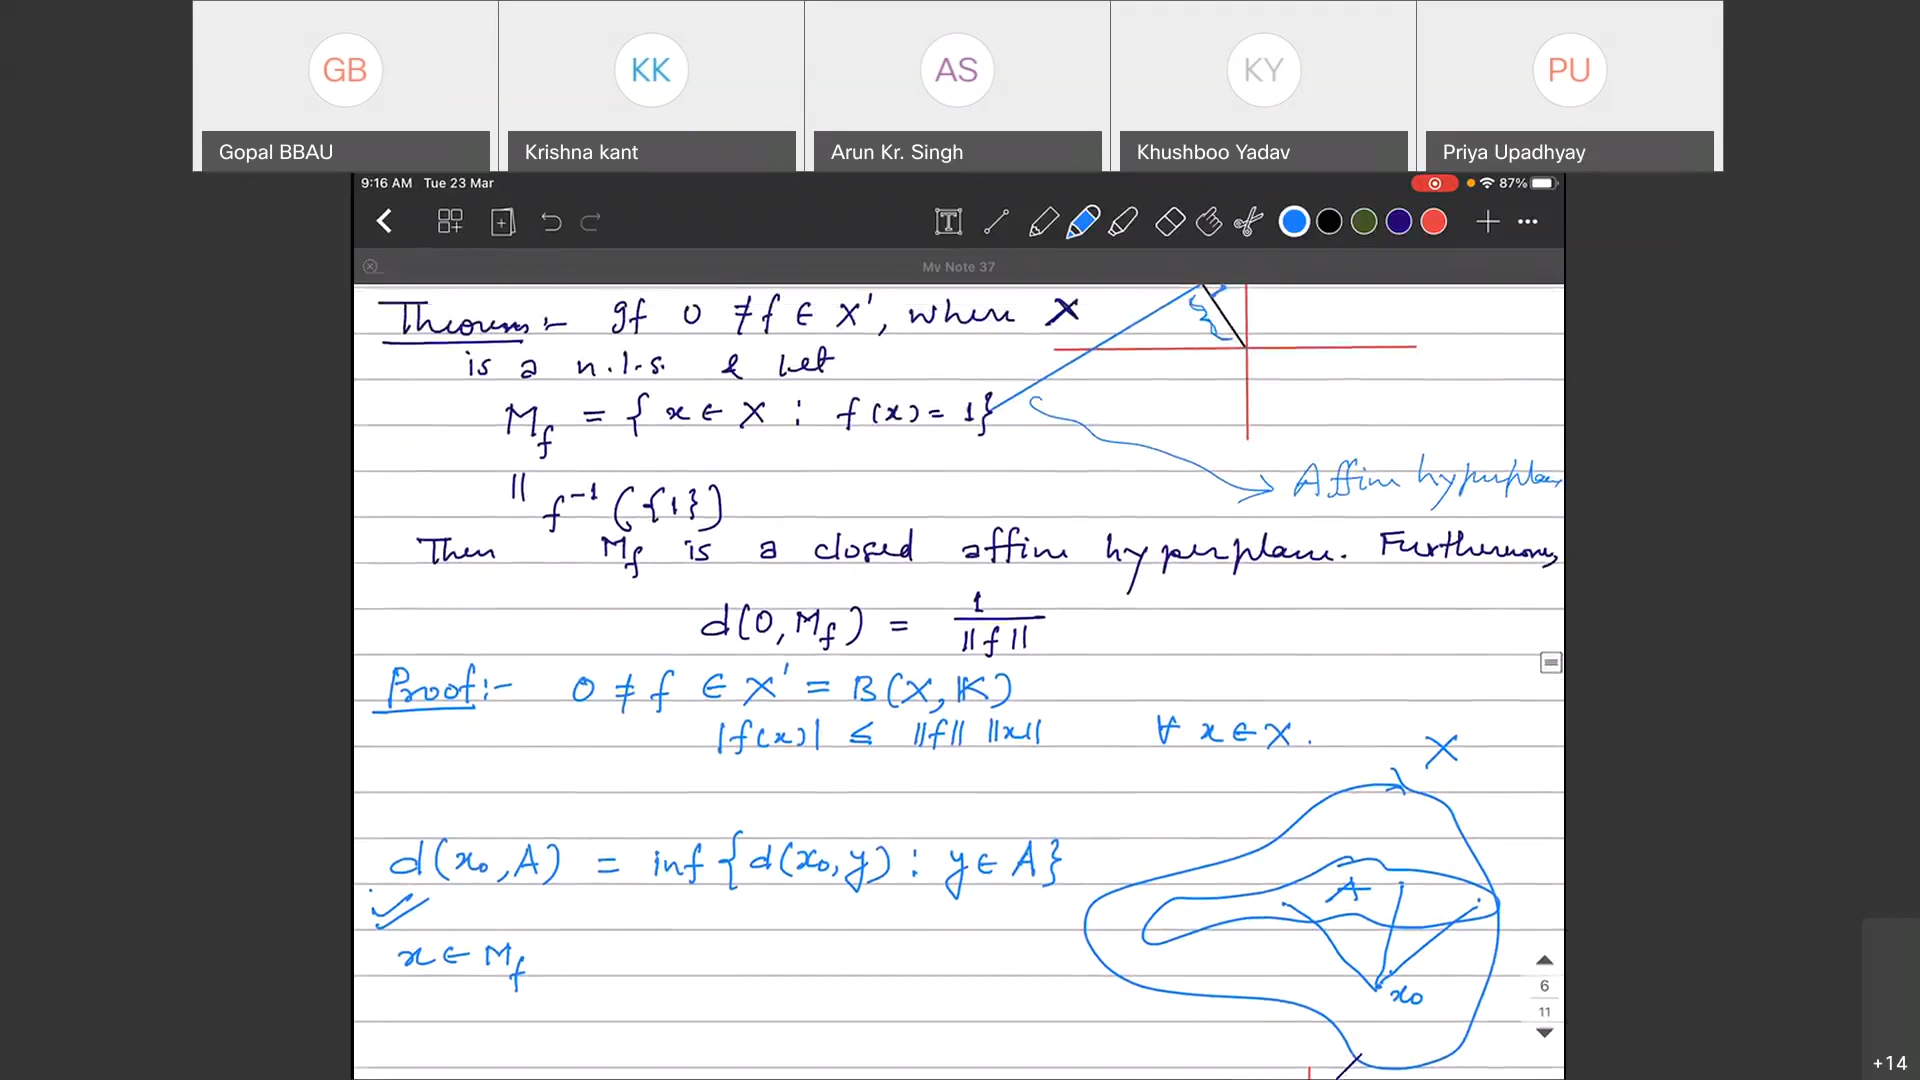 GB
KK
AS
KY
PU
Gopal BBAU
Krishna kant
Arun Kr. Singh
Khushboo Yadav
Priya Upadhyay
9:16 AM Tue 23 Mar
87%
My Note 37
Theorem:- If 0 ≠ f ∈ X', where X
is a n.l.s. & let
M_f = { x ∈ X : f(x) = 1}
|| f^{-1}({1})
Affine hyperplane
Then M_f is a closed affine hyperplane. Furthermore,
d(0, M_f) = 1/||f||
Proof:- 0 ≠ f ∈ X' = B(X, 𝕂)
|f(x)| ≤ ||f|| ||x|| ∀ x ∈ X.
X
d(x₀, A) = inf{d(x₀, y) : y ∈ A}
A
x ∈ M_f
x₀
6
11
+14